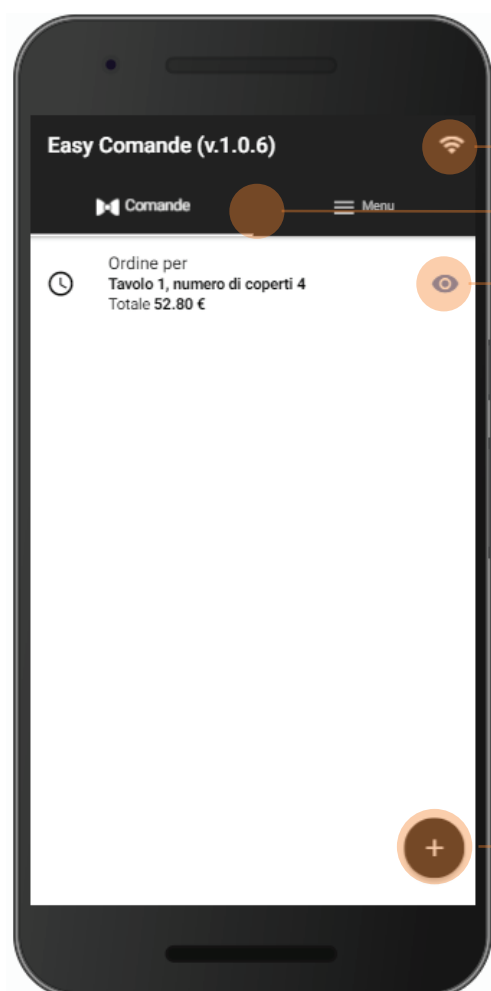 Easy Comande (v.1.0.6)
Comande
Menu
Ordine per
Tavolo 1, numero di coperti 4
Totale 52.80 €